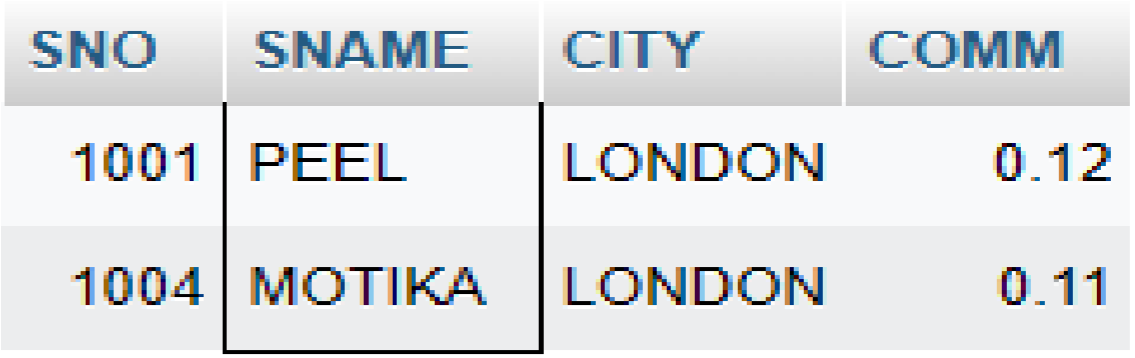 SNO SNAME CITY COMM
1001 PEEL LONDON 0.12
1004 MOTIKA LONDON 0.11